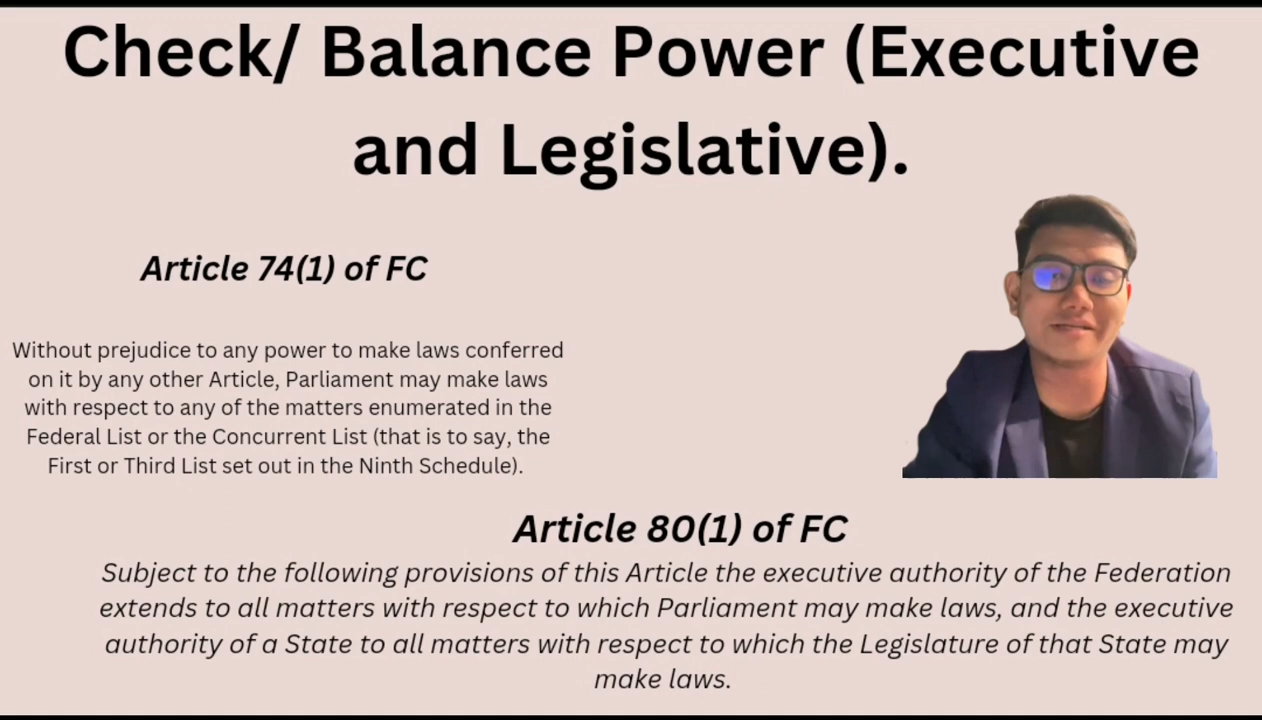 Check/ Balance Power (Executive
and Legislative).
Article 74(1) of FC
Without prejudice to any power to make laws conferred
on it by any other Article, Parliament may make laws
with respect to any of the matters enumerated in the
Federal List or the Concurrent List (that is to say, the
First or Third List set out in the Ninth Schedule).
Article 80(1) of FC
Subject to the following provisions of this Article the executive authority of the Federation
extends to all matters with respect to which Parliament may make laws, and the executive
authority of a State to all matters with respect to which the Legislature of that State may
make laws.